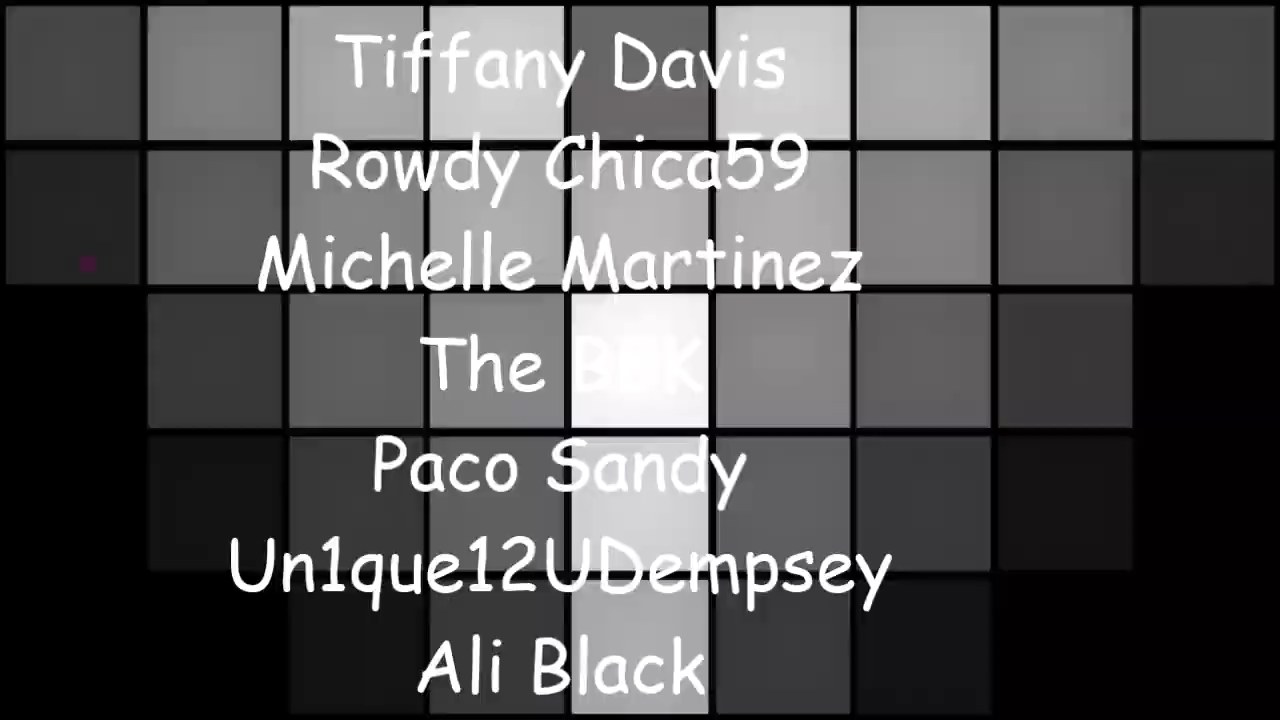 Tiffany Davis
Rowdy Chica59
Michelle Martinez
The
Paco Sandy
Un1que12UDempsey
Ali Black